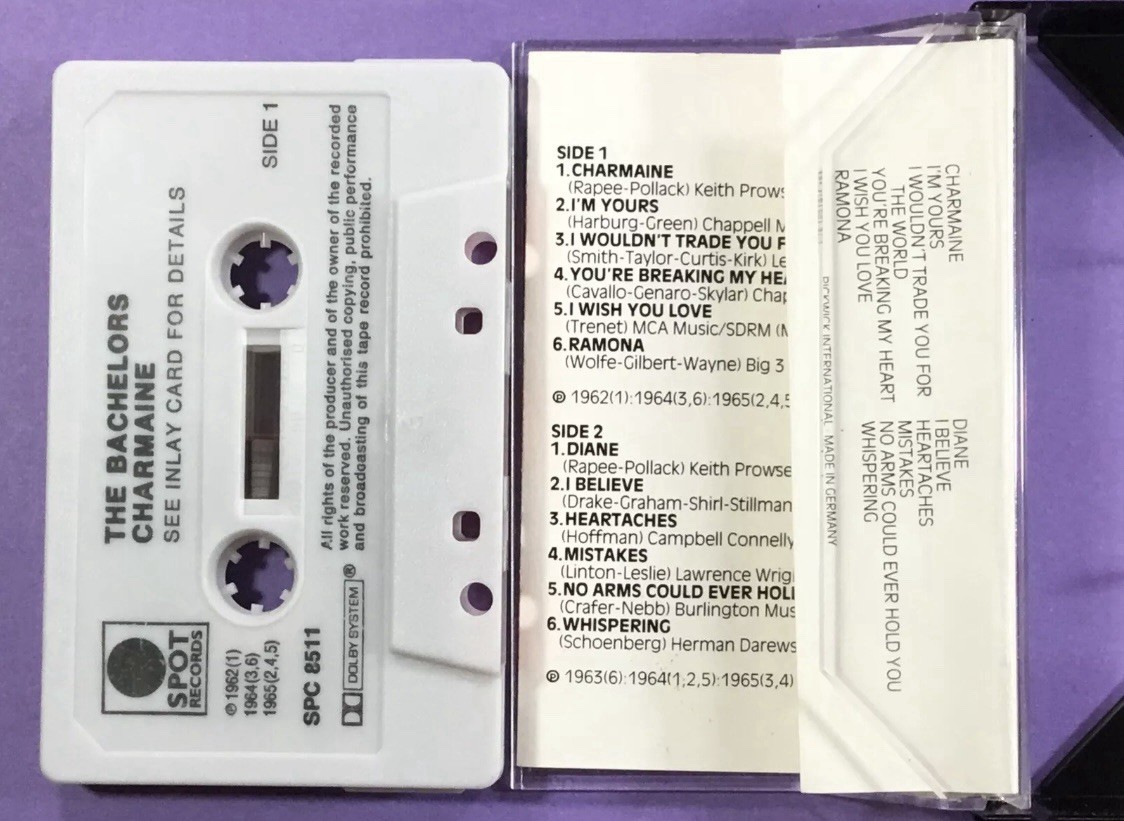 THE BACHELORS
CHARMAINE
SEE INLAY CARD FOR DETAILS
SIDE 1
All rights of the producer and of the owner of the recorded
work reserved. Unauthorised copying, public performance
and broadcasting of this tape record prohibited.
SPOT
RECORDS
℗ 1962(1)
1964(3,6)
1965(2,4,5)
SPC 8511
DOLBY SYSTEM ®
SIDE 1
1. CHARMAINE
(Rapee-Pollack) Keith Prows
2. I'M YOURS
(Harburg-Green) Chappell M
3. I WOULDN'T TRADE YOU F
(Smith-Taylor-Curtis-Kirk) Le
4. YOU'RE BREAKING MY HEA
(Cavallo-Genaro-Skylar) Chap
5. I WISH YOU LOVE
(Trenet) MCA Music/SDRM (M
6. RAMONA
(Wolfe-Gilbert-Wayne) Big 3
℗ 1962(1):1964(3,6):1965(2,4,5
SIDE 2
1. DIANE
(Rapee-Pollack) Keith Prowse
2. I BELIEVE
(Drake-Graham-Shirl-Stillman
3. HEARTACHES
(Hoffman) Campbell Connelly
4. MISTAKES
(Linton-Leslie) Lawrence Wrig
5. NO ARMS COULD EVER HOL
(Crafer-Nebb) Burlington Mus
6. WHISPERING
(Schoenberg) Herman Darews
℗ 1963(6):1964(1,2,5):1965(3,4)
CHARMAINE
I'M YOURS
I WOULDN'T TRADE YOU FOR
THE WORLD
YOU'RE BREAKING MY HEART
I WISH YOU LOVE
RAMONA
DIANE
I BELIEVE
HEARTACHES
MISTAKES
NO ARMS COULD EVER HOLD YOU
WHISPERING
PICKWICK INTERNATIONAL MADE IN GERMANY